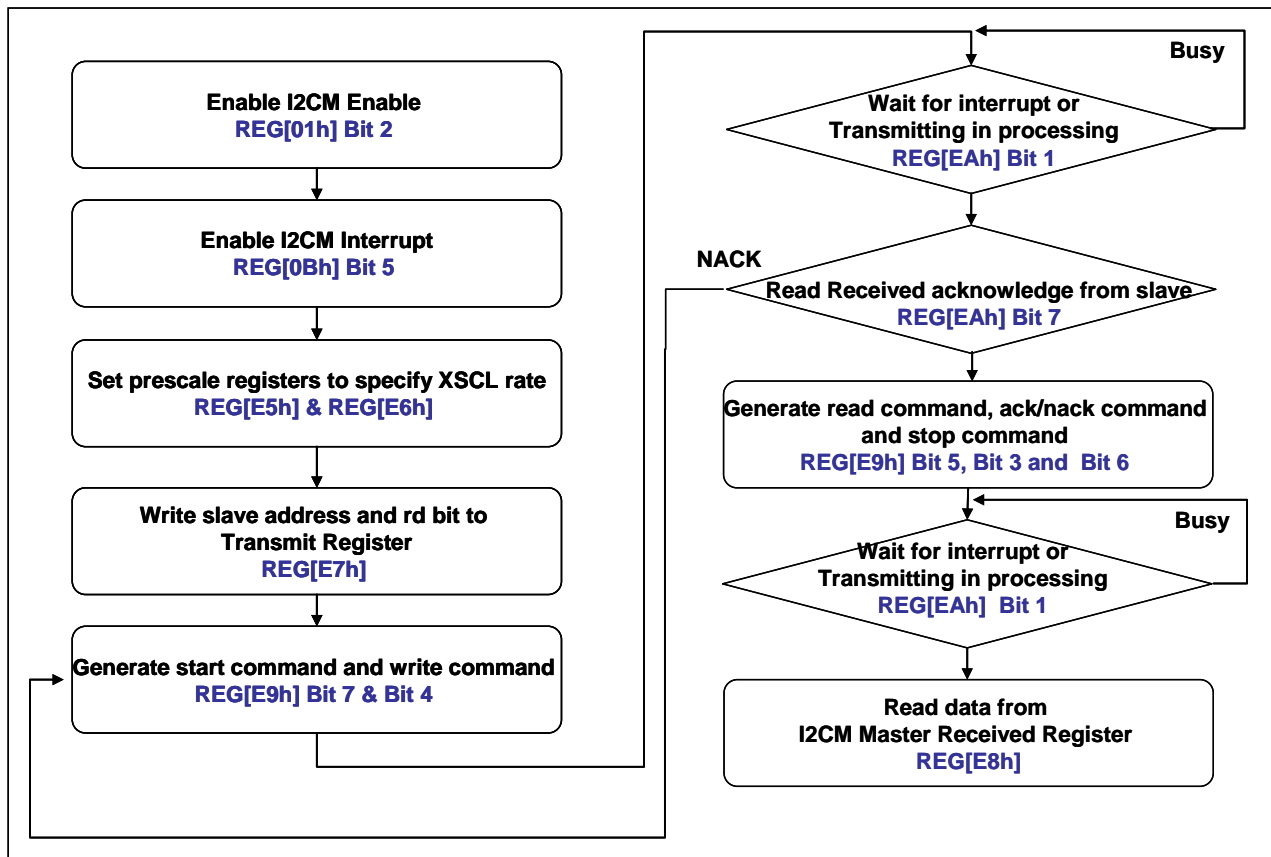 Enable I2CM Enable
REG[01h] Bit 2
Enable I2CM Interrupt
REG[0Bh] Bit 5
Set prescale registers to specify XSCL rate
REG[E5h] & REG[E6h]
Write slave address and rd bit to
Transmit Register
REG[E7h]
Generate start command and write command
REG[E9h] Bit 7 & Bit 4
Busy
Wait for interrupt or
Transmitting in processing
REG[EAh] Bit 1
NACK
Read Received acknowledge from slave
REG[EAh] Bit 7
Generate read command, ack/nack command
and stop command
REG[E9h] Bit 5, Bit 3 and Bit 6
Busy
Wait for interrupt or
Transmitting in processing
REG[EAh] Bit 1
Read data from
I2CM Master Received Register
REG[E8h]